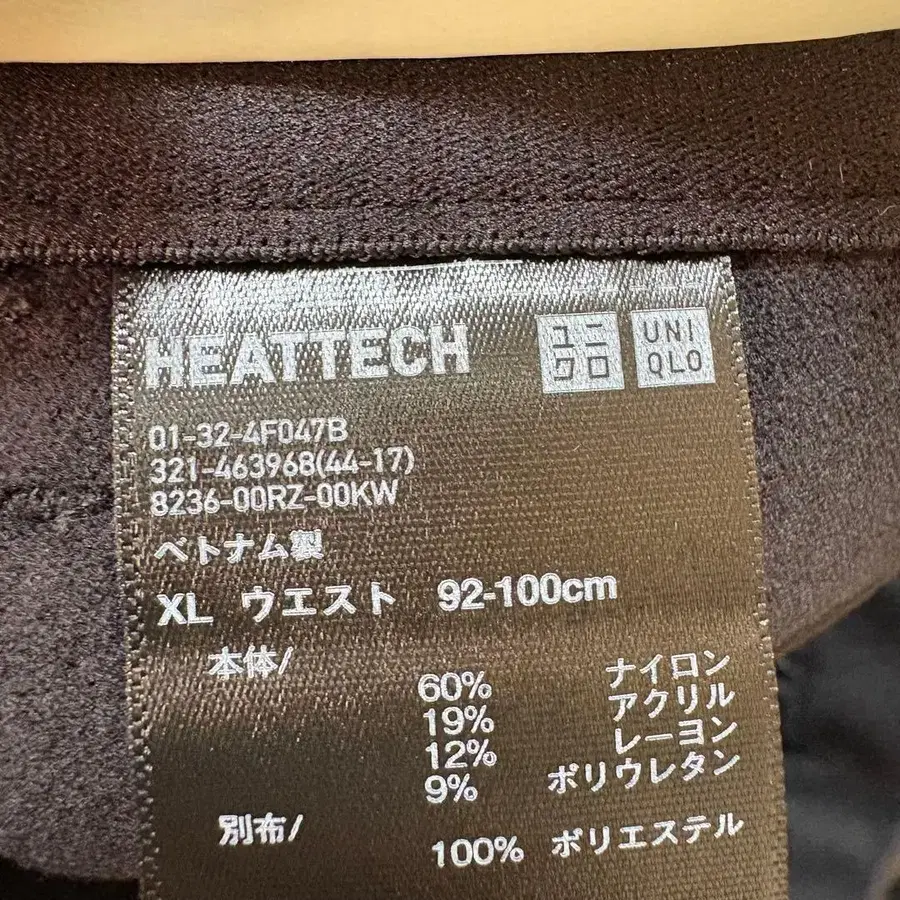 HEATTECH
ユニ
クロ
UNI
QLO
01-32-4F047B
321-463968(44-17)
8236-00RZ-00KW
ベトナム製
XL ウエスト 92-100cm
本体/
60% ナイロン
19% アクリル
12% レーヨン
9% ポリウレタン
別布/
100% ポリエステル